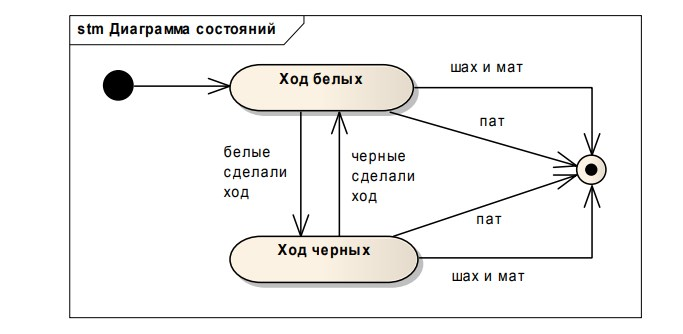 stm Диаграмма состояний
Ход белых
шах и мат
пат
белые
сделали
ход
черные
сделали
ход
Ход черных
пат
шах и мат